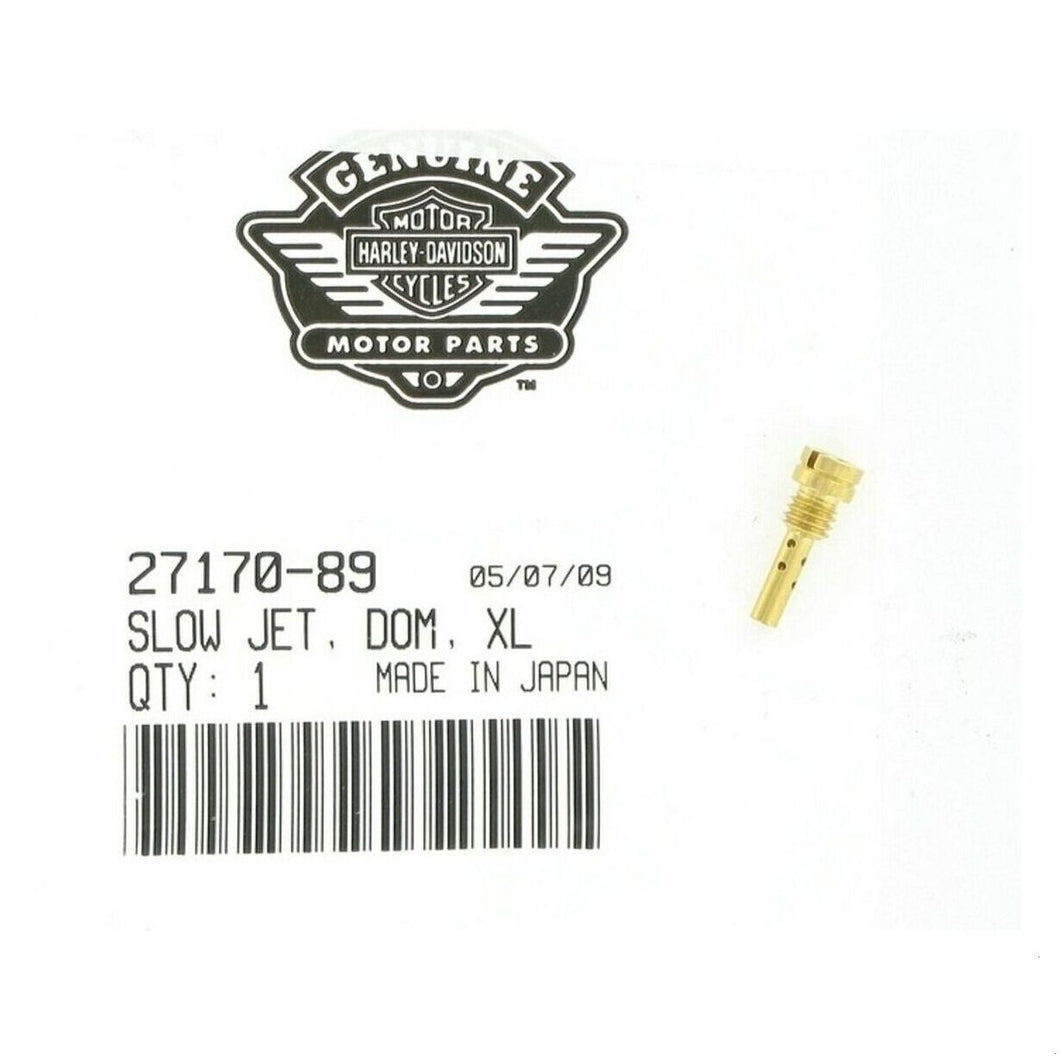 GENUINE
MOTOR
HARLEY-DAVIDSON
CYCLES
MOTOR PARTS
TM
27170-89 05/07/09
SLOW JET, DOM, XL
QTY: 1 MADE IN JAPAN